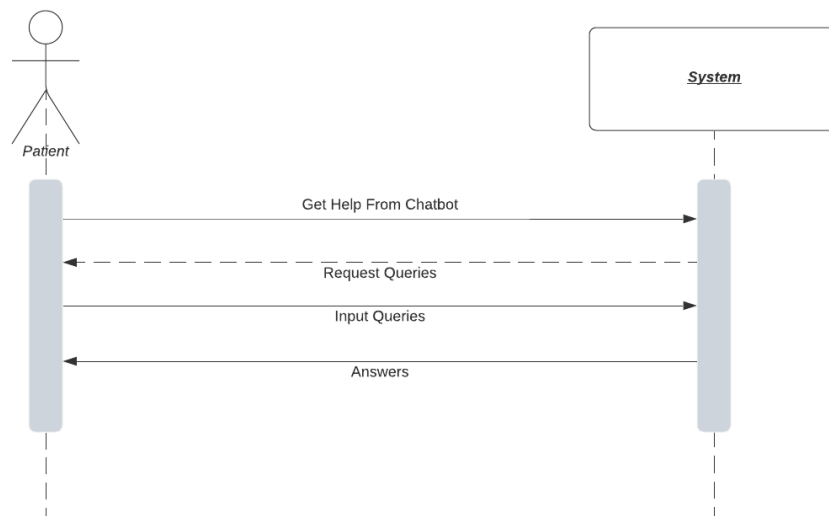 System
Patient
Get Help From Chatbot
Request Queries
Input Queries
Answers